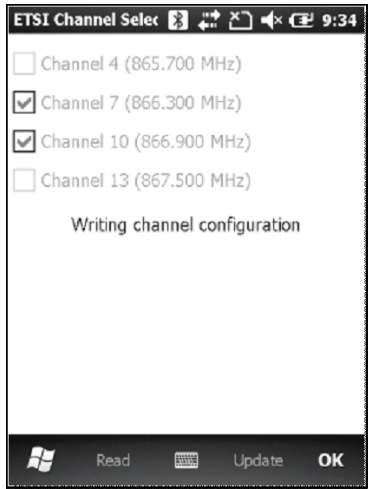 ETSI Channel Selec 9:34
Channel 4 (865.700 MHz)
Channel 7 (866.300 MHz)
Channel 10 (866.900 MHz)
Channel 13 (867.500 MHz)
Writing channel configuration
Read Update OK